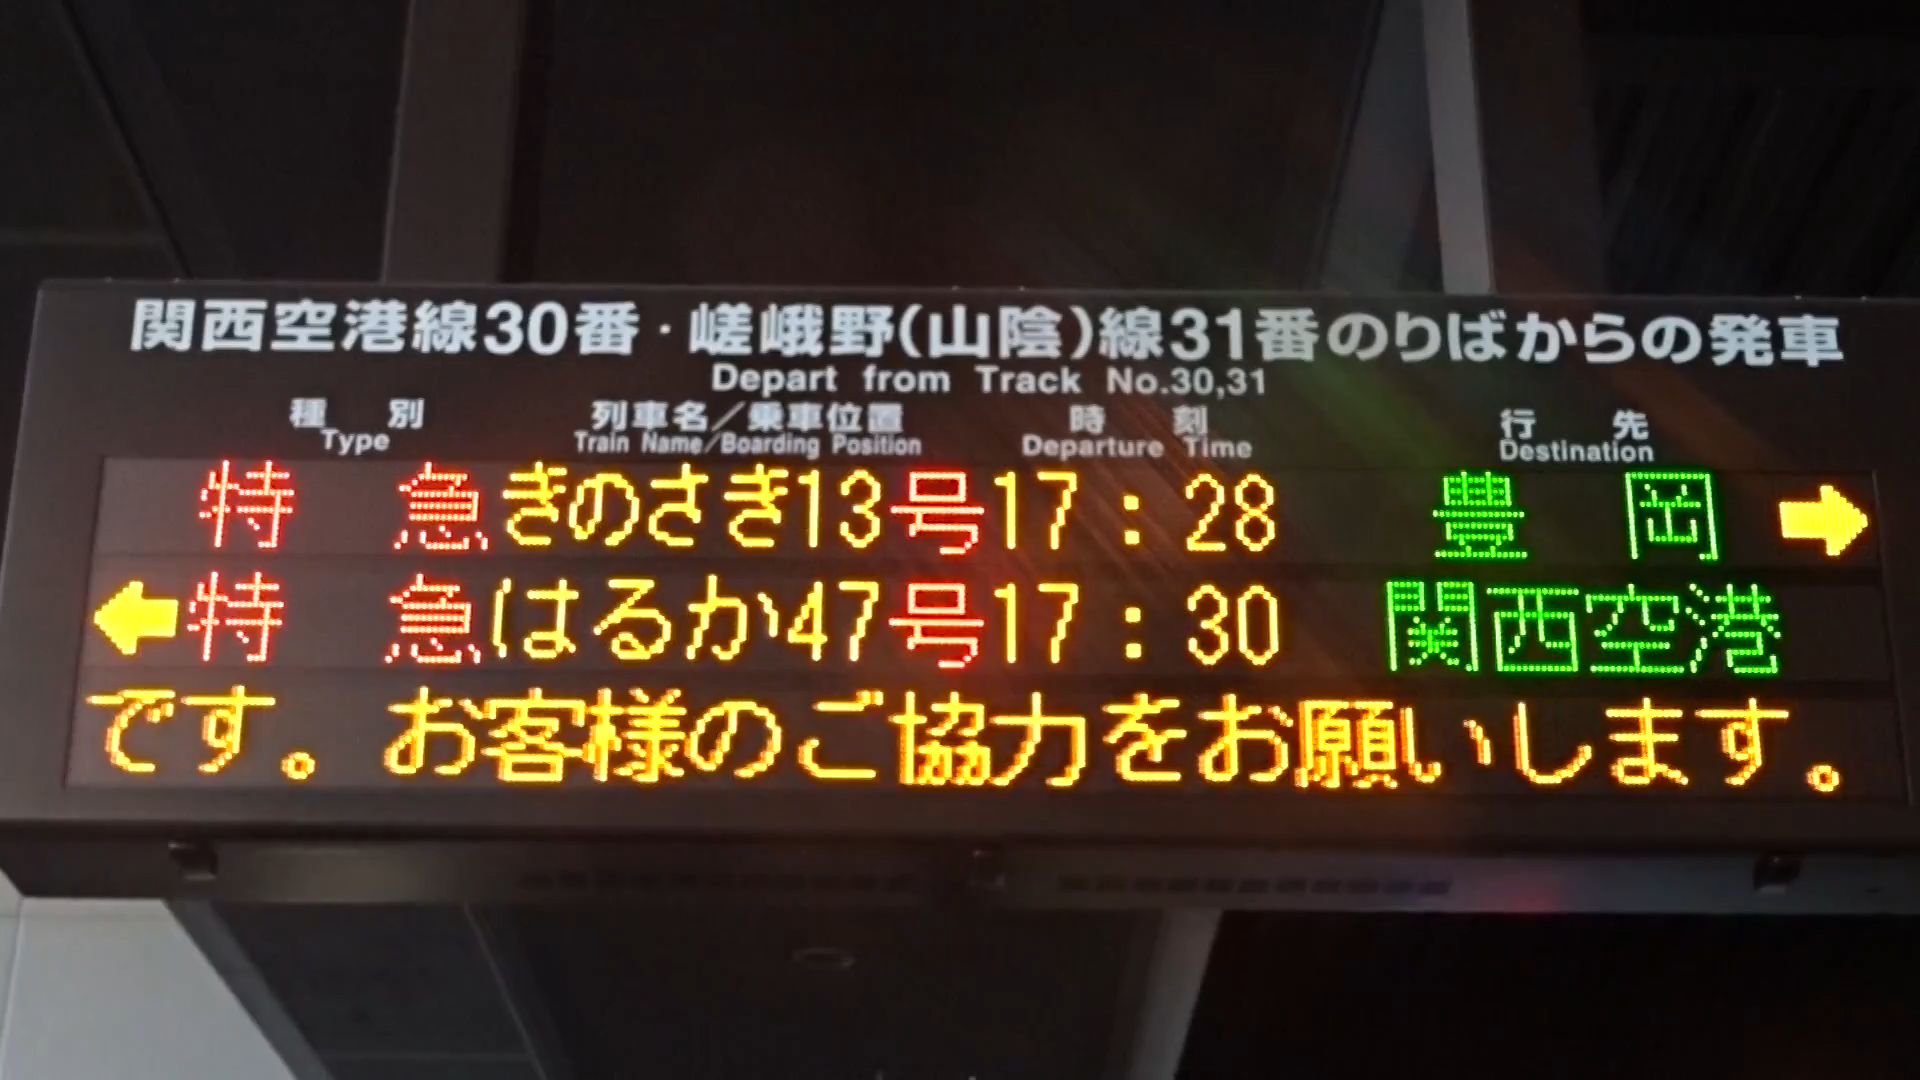 関西空港線30番・嵯峨野(山陰)線31番のりばからの発車
Depart from Track No.30,31
種別 列車名/乗車位置 時刻 行先
Type Train Name/Boarding Position Departure Time Destination
特急 きのさき13号 17:28 豊岡 →
← 特急 はるか47号 17:30 関西空港
です。お客様のご協力をお願いします。